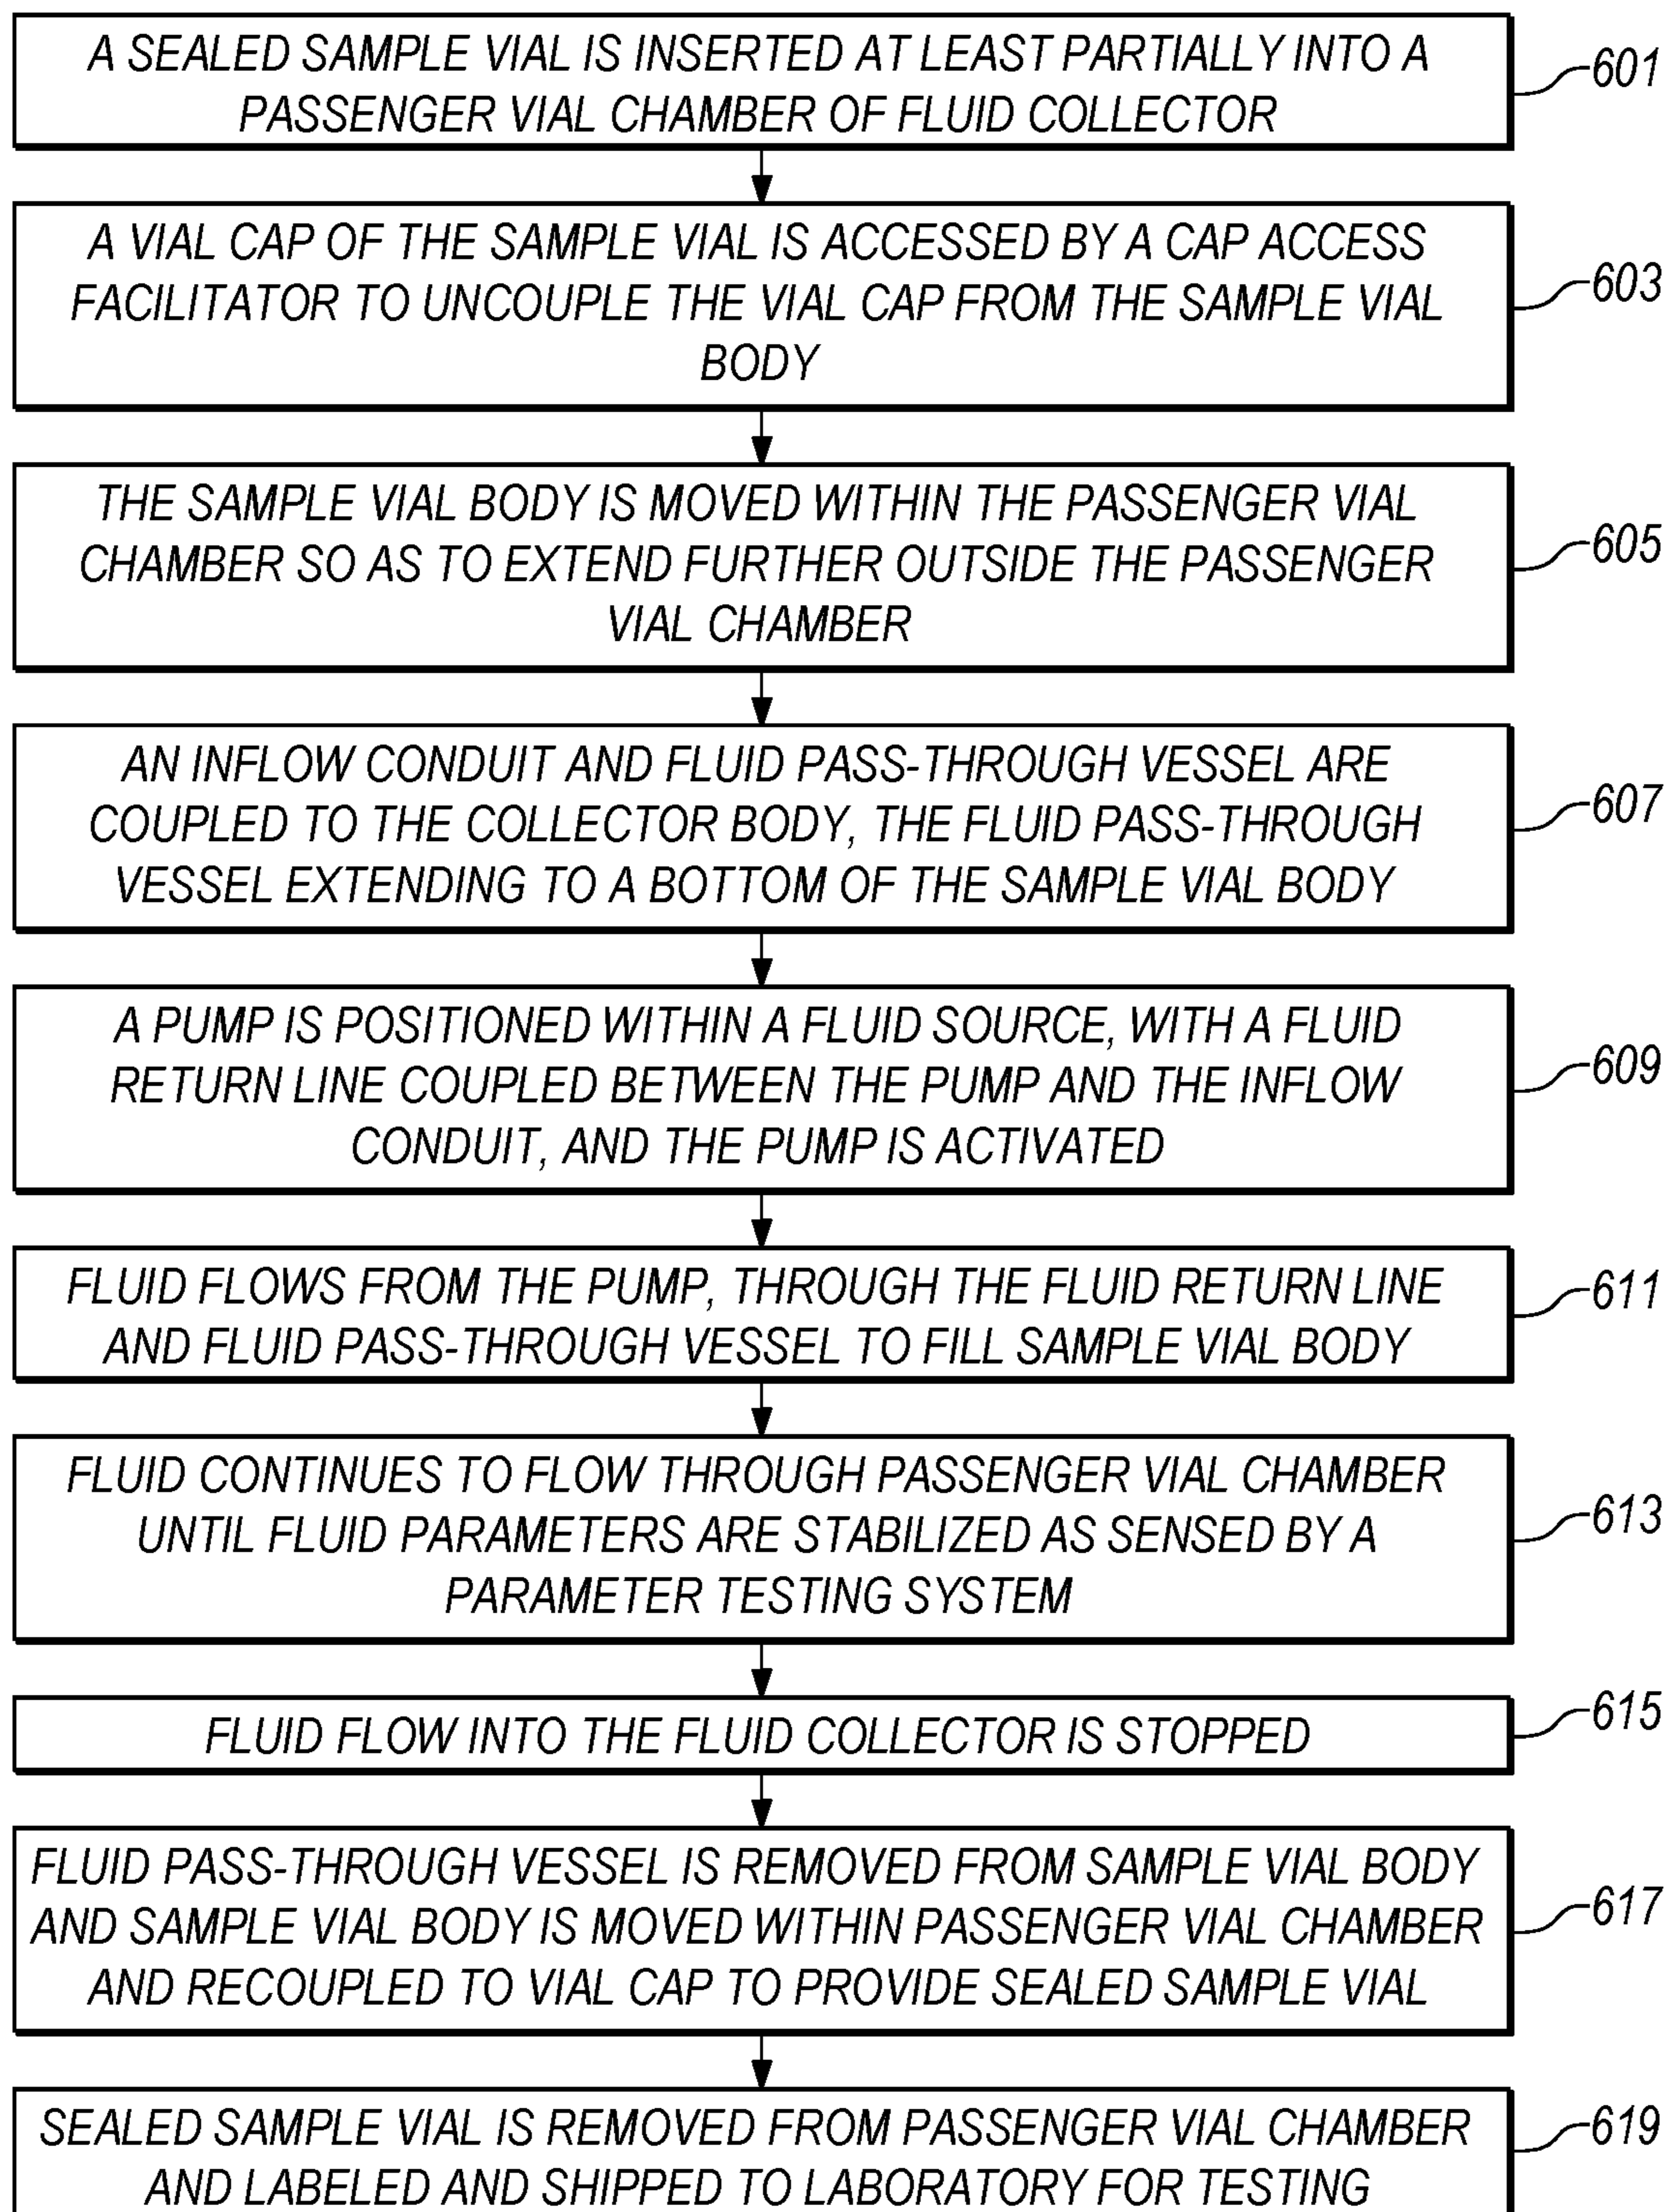 A SEALED SAMPLE VIAL IS INSERTED AT LEAST PARTIALLY INTO A
PASSENGER VIAL CHAMBER OF FLUID COLLECTOR
601
A VIAL CAP OF THE SAMPLE VIAL IS ACCESSED BY A CAP ACCESS
FACILITATOR TO UNCOUPLE THE VIAL CAP FROM THE SAMPLE VIAL
BODY
603
THE SAMPLE VIAL BODY IS MOVED WITHIN THE PASSENGER VIAL
CHAMBER SO AS TO EXTEND FURTHER OUTSIDE THE PASSENGER
VIAL CHAMBER
605
AN INFLOW CONDUIT AND FLUID PASS-THROUGH VESSEL ARE
COUPLED TO THE COLLECTOR BODY, THE FLUID PASS-THROUGH
VESSEL EXTENDING TO A BOTTOM OF THE SAMPLE VIAL BODY
607
A PUMP IS POSITIONED WITHIN A FLUID SOURCE, WITH A FLUID
RETURN LINE COUPLED BETWEEN THE PUMP AND THE INFLOW
CONDUIT, AND THE PUMP IS ACTIVATED
609
FLUID FLOWS FROM THE PUMP, THROUGH THE FLUID RETURN LINE
AND FLUID PASS-THROUGH VESSEL TO FILL SAMPLE VIAL BODY
611
FLUID CONTINUES TO FLOW THROUGH PASSENGER VIAL CHAMBER
UNTIL FLUID PARAMETERS ARE STABILIZED AS SENSED BY A
PARAMETER TESTING SYSTEM
613
FLUID FLOW INTO THE FLUID COLLECTOR IS STOPPED
615
FLUID PASS-THROUGH VESSEL IS REMOVED FROM SAMPLE VIAL BODY
AND SAMPLE VIAL BODY IS MOVED WITHIN PASSENGER VIAL CHAMBER
AND RECOUPLED TO VIAL CAP TO PROVIDE SEALED SAMPLE VIAL
617
SEALED SAMPLE VIAL IS REMOVED FROM PASSENGER VIAL CHAMBER
AND LABELED AND SHIPPED TO LABORATORY FOR TESTING
619